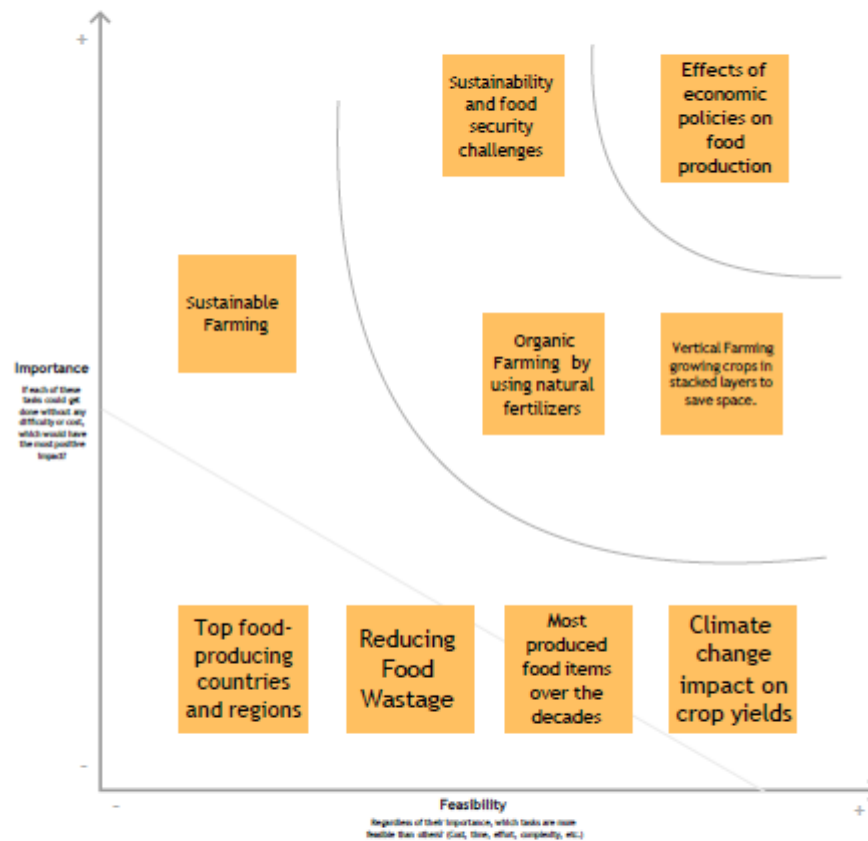 +
Sustainability
and food
security
challenges
Effects of
economic
policies on
food
production
Sustainable
Farming
Organic
Farming by
using natural
fertilizers
Vertical Farming
growing crops in
stacked layers to
save space.
Importance
If each of these
tasks could get
done without any
difficulty or cost,
which would have
the most positive
impact?
Top food-
producing
countries
and regions
Reducing
Food
Wastage
Most
produced
food items
over the
decades
Climate
change
impact on
crop yields
-
-
Feasibility
+
Regardless of their importance, which tasks are more
feasible than others? (Cost, time, effort, complexity, etc.)